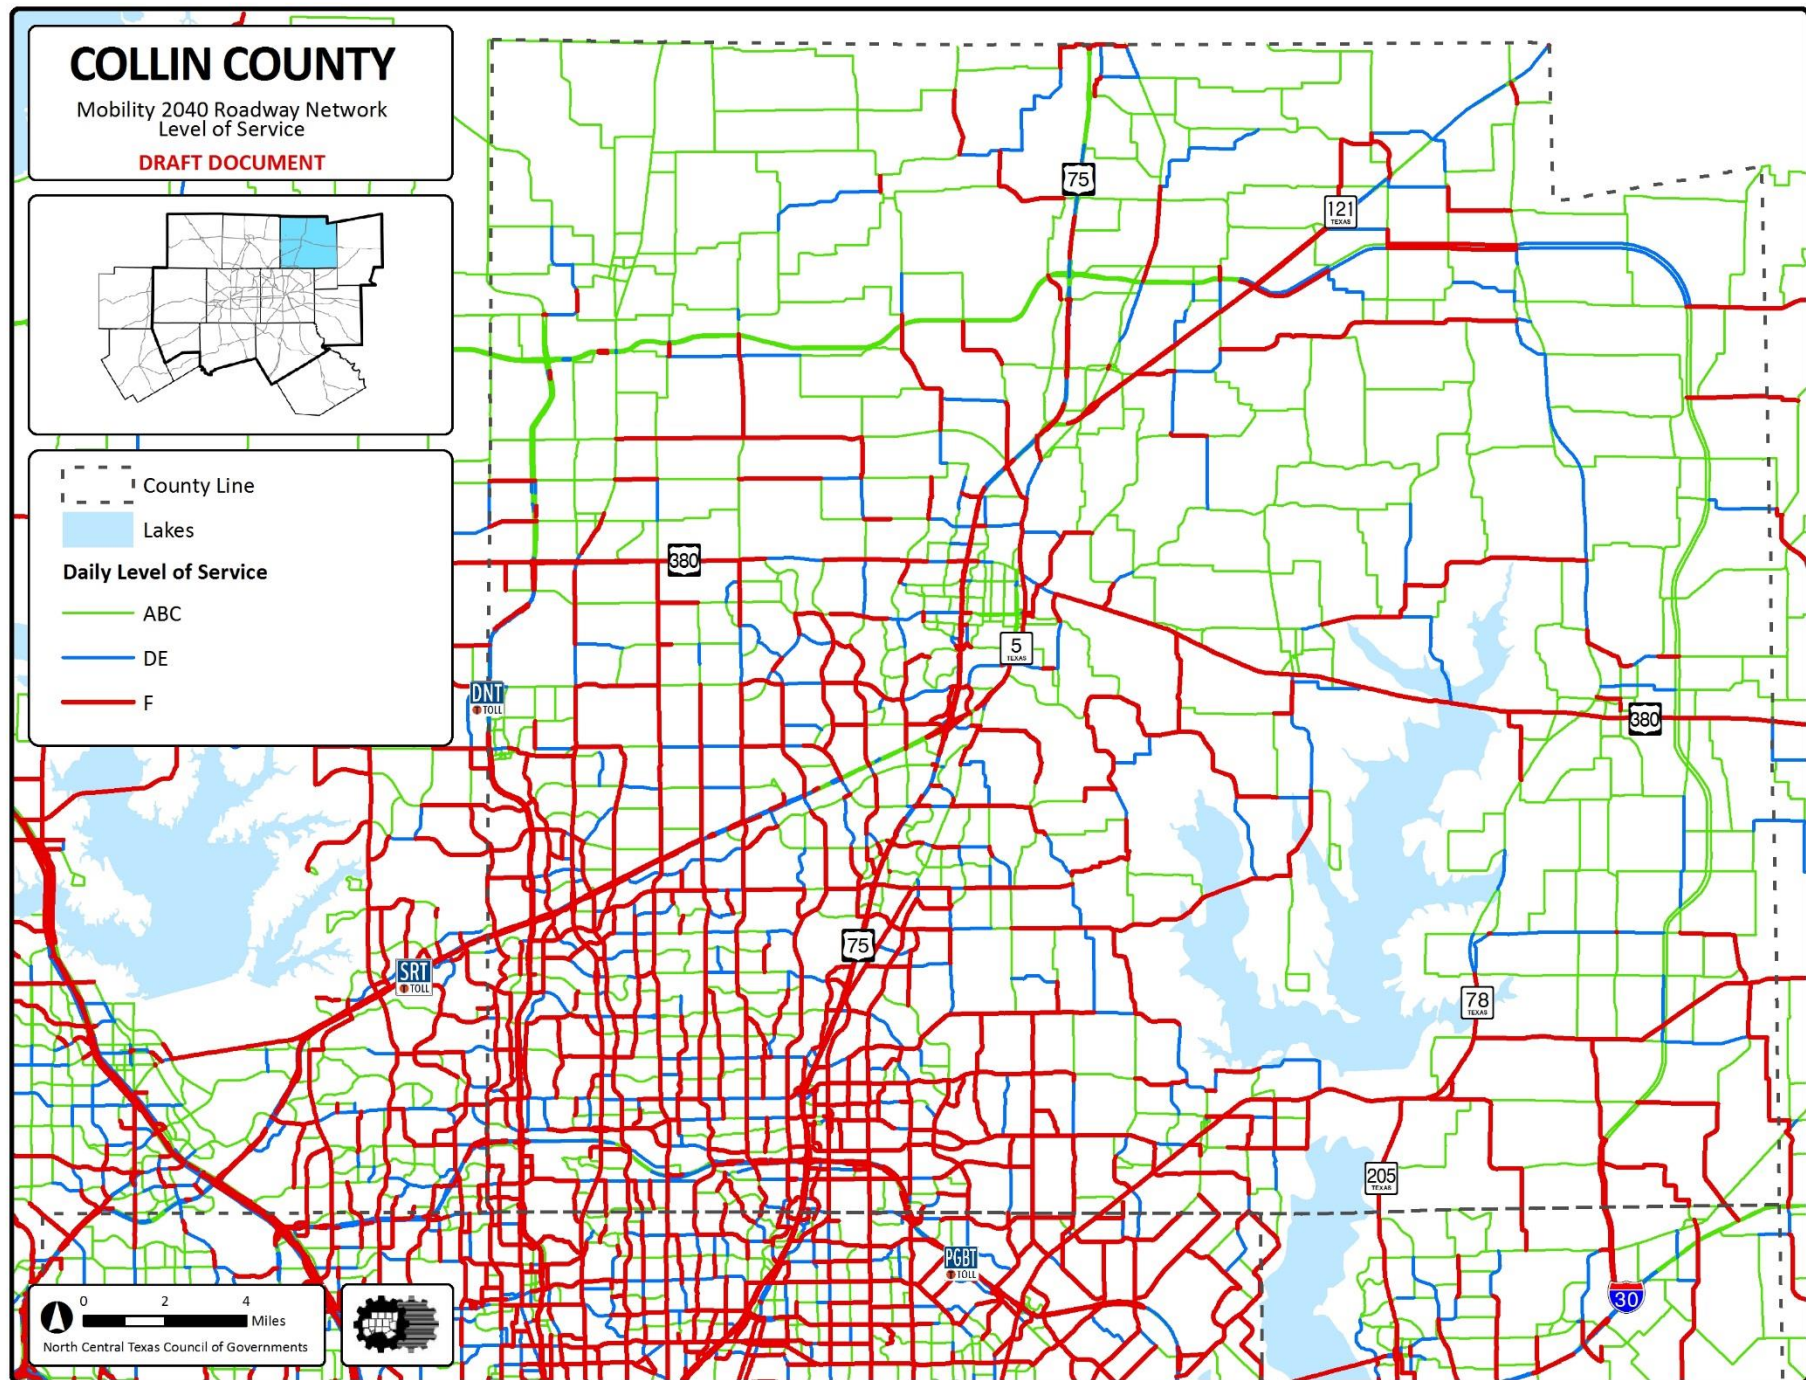 COLLIN COUNTY
Mobility 2040 Roadway Network
Level of Service
DRAFT DOCUMENT
County Line
Lakes
Daily Level of Service
ABC
DE
F
75
121
TEXAS
380
5
TEXAS
DNT
TOLL
380
75
SRT
TOLL
78
TEXAS
205
TEXAS
PGBT
TOLL
30
0 2 4
Miles
North Central Texas Council of Governments